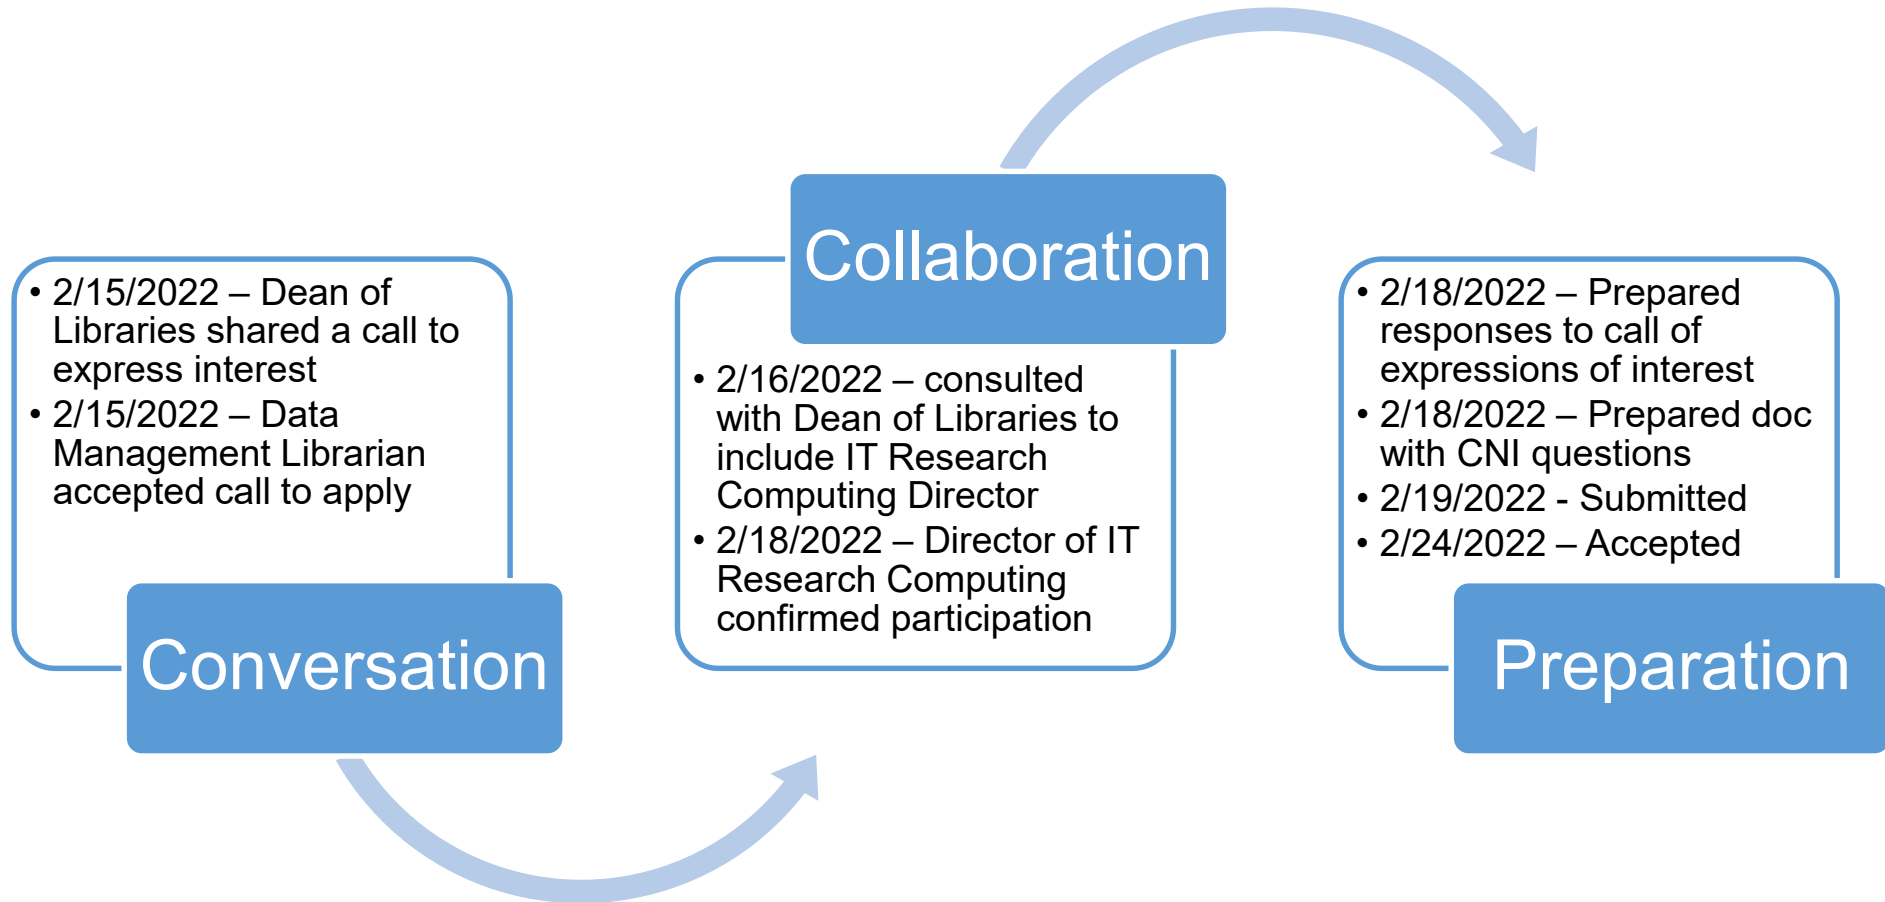 • 2/15/2022 – Dean of
Libraries shared a call to
express interest
• 2/15/2022 – Data
Management Librarian
accepted call to apply
Conversation
Collaboration
• 2/16/2022 – consulted
with Dean of Libraries to
include IT Research
Computing Director
• 2/18/2022 – Director of IT
Research Computing
confirmed participation
• 2/18/2022 – Prepared
responses to call of
expressions of interest
• 2/18/2022 – Prepared doc
with CNI questions
• 2/19/2022 - Submitted
• 2/24/2022 – Accepted
Preparation